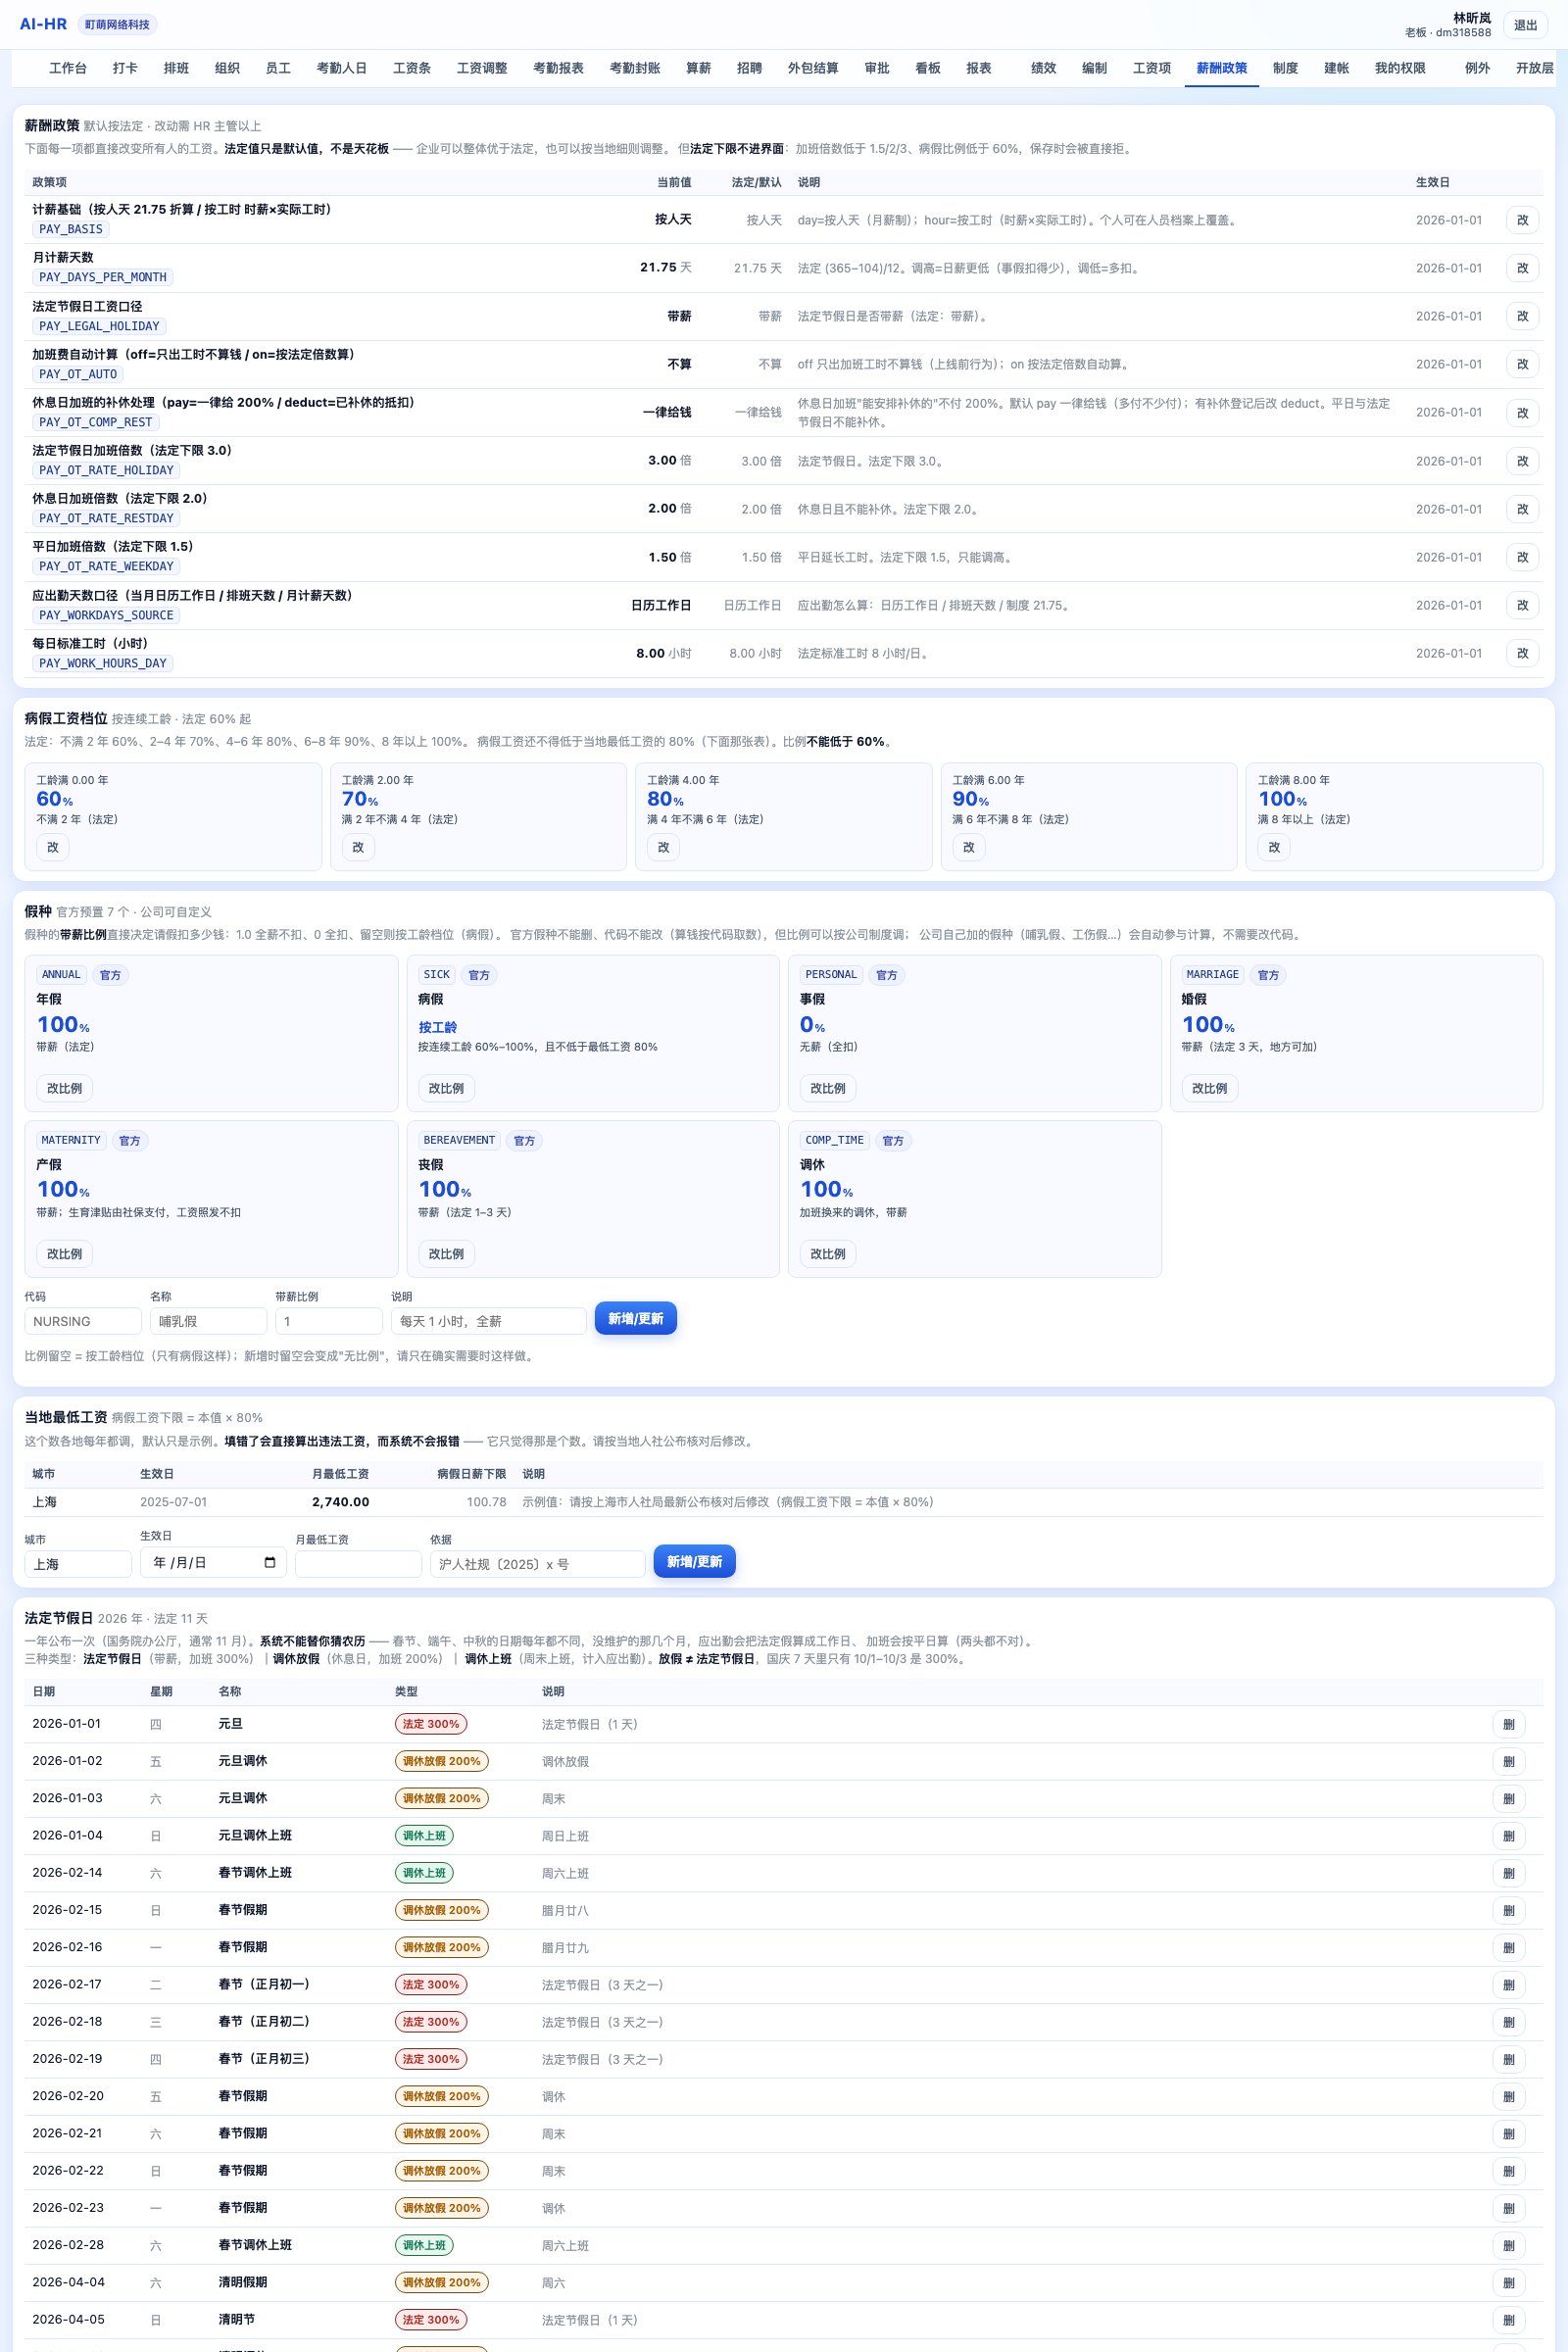 AI-HR 町萌网络科技
林昕岚
老板 · dm318588
退出
工作台 打卡 排班 组织 员工 考勤人日 工资条 工资调整 考勤报表 考勤封账 算薪 招聘 外包结算 审批 看板 报表 绩效 编制 工资项 薪酬政策 制度 建帐 我的权限 例外 开放层
薪酬政策 默认按法定 · 改动需 HR 主管以上
下面每一项都直接改变所有人的工资。法定值只是默认值，不是天花板 —— 企业可以整体优于法定，也可以按当地细则调整。 但法定下限不进界面：加班倍数低于 1.5/2/3、病假比例低于 60%，保存时会被直接拒。
政策项 当前值 法定/默认 说明 生效日
计薪基础（按人天 21.75 折算 / 按工时 时薪×实际工时）
PAY_BASIS
按人天 按人天 day=按人天（月薪制）；hour=按工时（时薪×实际工时）。个人可在人员档案上覆盖。 2026-01-01 改
月计薪天数
PAY_DAYS_PER_MONTH
21.75 天 21.75 天 法定 (365−104)/12。调高=日薪更低（事假扣得少），调低=多扣。 2026-01-01 改
法定节假日工资口径
PAY_LEGAL_HOLIDAY
带薪 带薪 法定节假日是否带薪（法定：带薪）。 2026-01-01 改
加班费自动计算（off=只出工时不算钱 / on=按法定倍数算）
PAY_OT_AUTO
不算 不算 off 只出加班工时不算钱（上线前行为）；on 按法定倍数自动算。 2026-01-01 改
休息日加班的补休处理（pay=一律给 200% / deduct=已补休的抵扣）
PAY_OT_COMP_REST
一律给钱 一律给钱 休息日加班"能安排补休的"不付 200%。默认 pay 一律给钱（多付不少付）；有补休登记后改 deduct。平日与法定
节假日不能补休。
2026-01-01 改
法定节假日加班倍数（法定下限 3.0）
PAY_OT_RATE_HOLIDAY
3.00 倍 3.00 倍 法定节假日。法定下限 3.0。 2026-01-01 改
休息日加班倍数（法定下限 2.0）
PAY_OT_RATE_RESTDAY
2.00 倍 2.00 倍 休息日且不能补休。法定下限 2.0。 2026-01-01 改
平日加班倍数（法定下限 1.5）
PAY_OT_RATE_WEEKDAY
1.50 倍 1.50 倍 平日延长工时。法定下限 1.5，只能调高。 2026-01-01 改
应出勤天数口径（当月日历工作日 / 排班天数 / 月计薪天数）
PAY_WORKDAYS_SOURCE
日历工作日 日历工作日 应出勤怎么算：日历工作日 / 排班天数 / 制度 21.75。 2026-01-01 改
每日标准工时（小时）
PAY_WORK_HOURS_DAY
8.00 小时 8.00 小时 法定标准工时 8 小时/日。 2026-01-01 改
病假工资档位 按连续工龄 · 法定 60% 起
法定：不满 2 年 60%、2–4 年 70%、4–6 年 80%、6–8 年 90%、8 年以上 100%。 病假工资还不得低于当地最低工资的 80%（下面那张表）。比例不能低于 60%。
工龄满 0.00 年
60%
不满 2 年（法定）
改
工龄满 2.00 年
70%
满 2 年不满 4 年（法定）
改
工龄满 4.00 年
80%
满 4 年不满 6 年（法定）
改
工龄满 6.00 年
90%
满 6 年不满 8 年（法定）
改
工龄满 8.00 年
100%
满 8 年以上（法定）
改
假种 官方预置 7 个 · 公司可自定义
假种的带薪比例直接决定请假扣多少钱：1.0 全薪不扣、0 全扣、留空则按工龄档位（病假）。 官方假种不能删、代码不能改（算钱按代码取数），但比例可以按公司制度调； 公司自己加的假种（哺乳假、工伤假…）会自动参与计算，不需要改代码。
ANNUAL 官方
年假
100%
带薪（法定）
改比例
SICK 官方
病假
按工龄
按连续工龄 60%–100%，且不低于最低工资 80%
改比例
PERSONAL 官方
事假
0%
无薪（全扣）
改比例
MARRIAGE 官方
婚假
100%
带薪（法定 3 天，地方可加）
改比例
MATERNITY 官方
产假
100%
带薪；生育津贴由社保支付，工资照发不扣
改比例
BEREAVEMENT 官方
丧假
100%
带薪（法定 1–3 天）
改比例
COMP_TIME 官方
调休
100%
加班换来的调休，带薪
改比例
代码 名称 带薪比例 说明
NURSING 哺乳假 1 每天 1 小时，全薪 新增/更新
比例留空 = 按工龄档位（只有病假这样）；新增时留空会变成"无比例"，请只在确实需要时这样做。
当地最低工资 病假工资下限 = 本值 × 80%
这个数各地每年都调，默认只是示例。填错了会直接算出违法工资，而系统不会报错 —— 它只觉得那是个数。请按当地人社公布核对后修改。
城市 生效日 月最低工资 病假日薪下限 说明
上海 2025-07-01 2,740.00 100.78 示例值：请按上海市人社局最新公布核对后修改（病假工资下限 = 本值 × 80%）
城市 生效日 月最低工资 依据
上海 年 /月/日 沪人社规〔2025〕x 号 新增/更新
法定节假日 2026 年 · 法定 11 天
一年公布一次（国务院办公厅，通常 11 月）。系统不能替你猜农历 —— 春节、端午、中秋的日期每年都不同，没维护的那几个月，应出勤会把法定假算成工作日、 加班会按平日算（两头都不对）。
三种类型：法定节假日（带薪，加班 300%）｜调休放假（休息日，加班 200%）｜ 调休上班（周末上班，计入应出勤）。放假 ≠ 法定节假日，国庆 7 天里只有 10/1–10/3 是 300%。
日期 星期 名称 类型 说明
2026-01-01 四 元旦 法定 300% 法定节假日（1 天） 删
2026-01-02 五 元旦调休 调休放假 200% 调休放假 删
2026-01-03 六 元旦调休 调休放假 200% 周末 删
2026-01-04 日 元旦调休上班 调休上班 周日上班 删
2026-02-14 六 春节调休上班 调休上班 周六上班 删
2026-02-15 日 春节假期 调休放假 200% 腊月廿八 删
2026-02-16 一 春节假期 调休放假 200% 腊月廿九 删
2026-02-17 二 春节（正月初一） 法定 300% 法定节假日（3 天之一） 删
2026-02-18 三 春节（正月初二） 法定 300% 法定节假日（3 天之一） 删
2026-02-19 四 春节（正月初三） 法定 300% 法定节假日（3 天之一） 删
2026-02-20 五 春节假期 调休放假 200% 调休 删
2026-02-21 六 春节假期 调休放假 200% 周末 删
2026-02-22 日 春节假期 调休放假 200% 周末 删
2026-02-23 一 春节假期 调休放假 200% 调休 删
2026-02-28 六 春节调休上班 调休上班 周六上班 删
2026-04-04 六 清明假期 调休放假 200% 周六 删
2026-04-05 日 清明节 法定 300% 法定节假日（1 天） 删